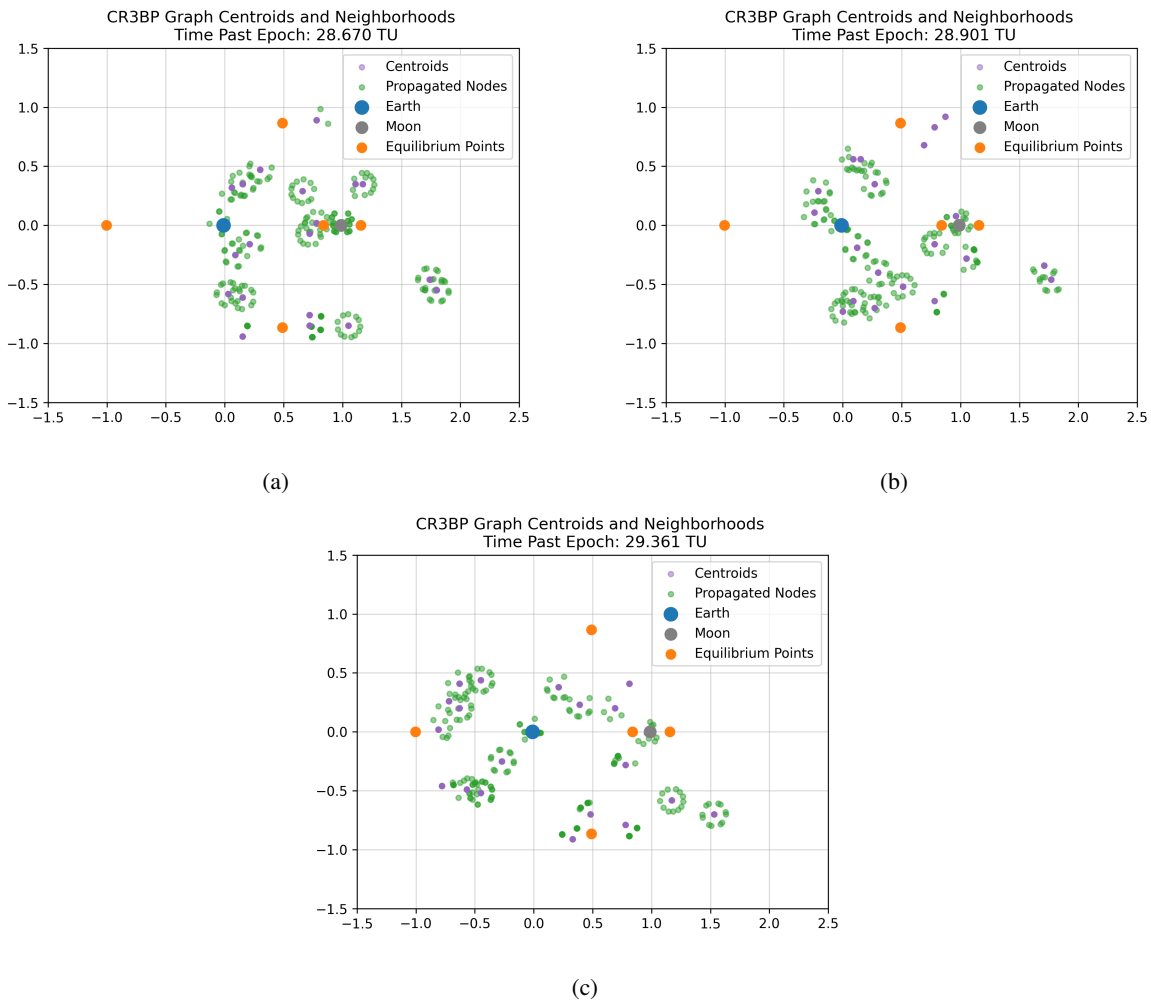 CR3BP Graph Centroids and Neighborhoods
Time Past Epoch: 28.670 TU
Centroids
Propagated Nodes
Earth
Moon
Equilibrium Points
1.5
1.0
0.5
0.0
−0.5
−1.0
−1.5
−1.5 −1.0 −0.5 0.0 0.5 1.0 1.5 2.0 2.5
(a)
CR3BP Graph Centroids and Neighborhoods
Time Past Epoch: 28.901 TU
Centroids
Propagated Nodes
Earth
Moon
Equilibrium Points
1.5
1.0
0.5
0.0
−0.5
−1.0
−1.5
−1.5 −1.0 −0.5 0.0 0.5 1.0 1.5 2.0 2.5
(b)
CR3BP Graph Centroids and Neighborhoods
Time Past Epoch: 29.361 TU
Centroids
Propagated Nodes
Earth
Moon
Equilibrium Points
1.5
1.0
0.5
0.0
−0.5
−1.0
−1.5
−1.5 −1.0 −0.5 0.0 0.5 1.0 1.5 2.0 2.5
(c)